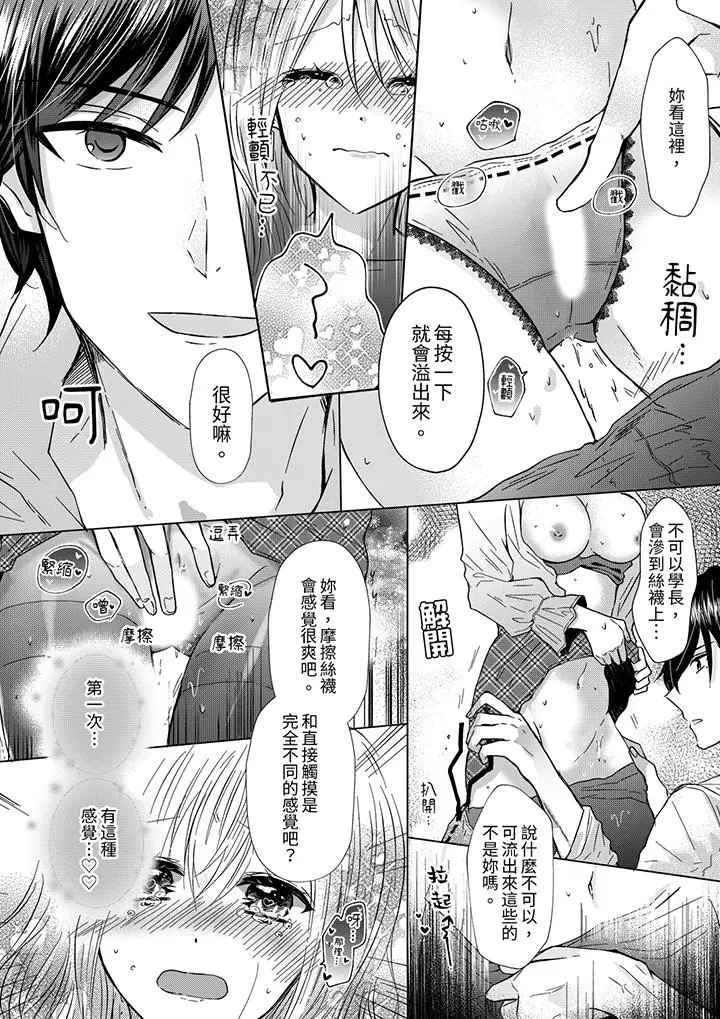 妳看這裡，
咕啾
戳
戳
黏稠…
每按一下
就會溢出來。
輕顫
輕顫不已…
很好嘛。
呵
不可以學長，
會滲到絲襪上…
解開
扒開…
說什麼不可以，
可流出來這些的
不是妳嗎。
拉起
逗弄
緊縮
緊縮
噌
摩擦
摩擦
妳看，摩擦絲襪
會感覺很爽吧。
和直接觸摸是
完全不同的感覺吧？
第一次…
有這種
感覺…♡♡
呀…
那裡…